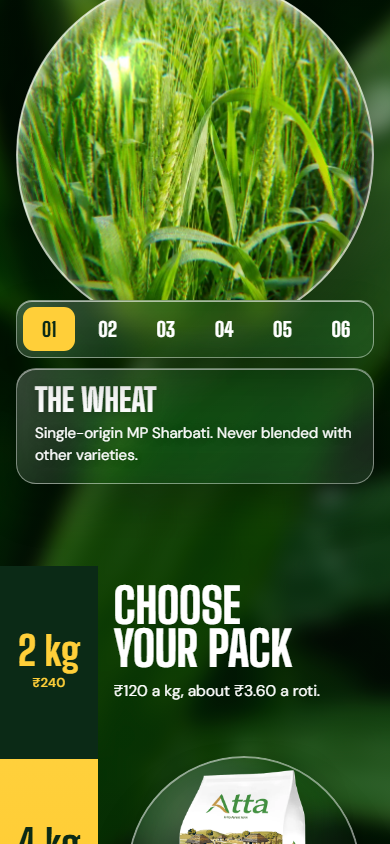 01 02 03 04 05 06
THE WHEAT
Single-origin MP Sharbati. Never blended with
other varieties.
2 kg
₹240
CHOOSE
YOUR PACK
₹120 a kg, about ₹3.60 a roti.
4 kg
Atta